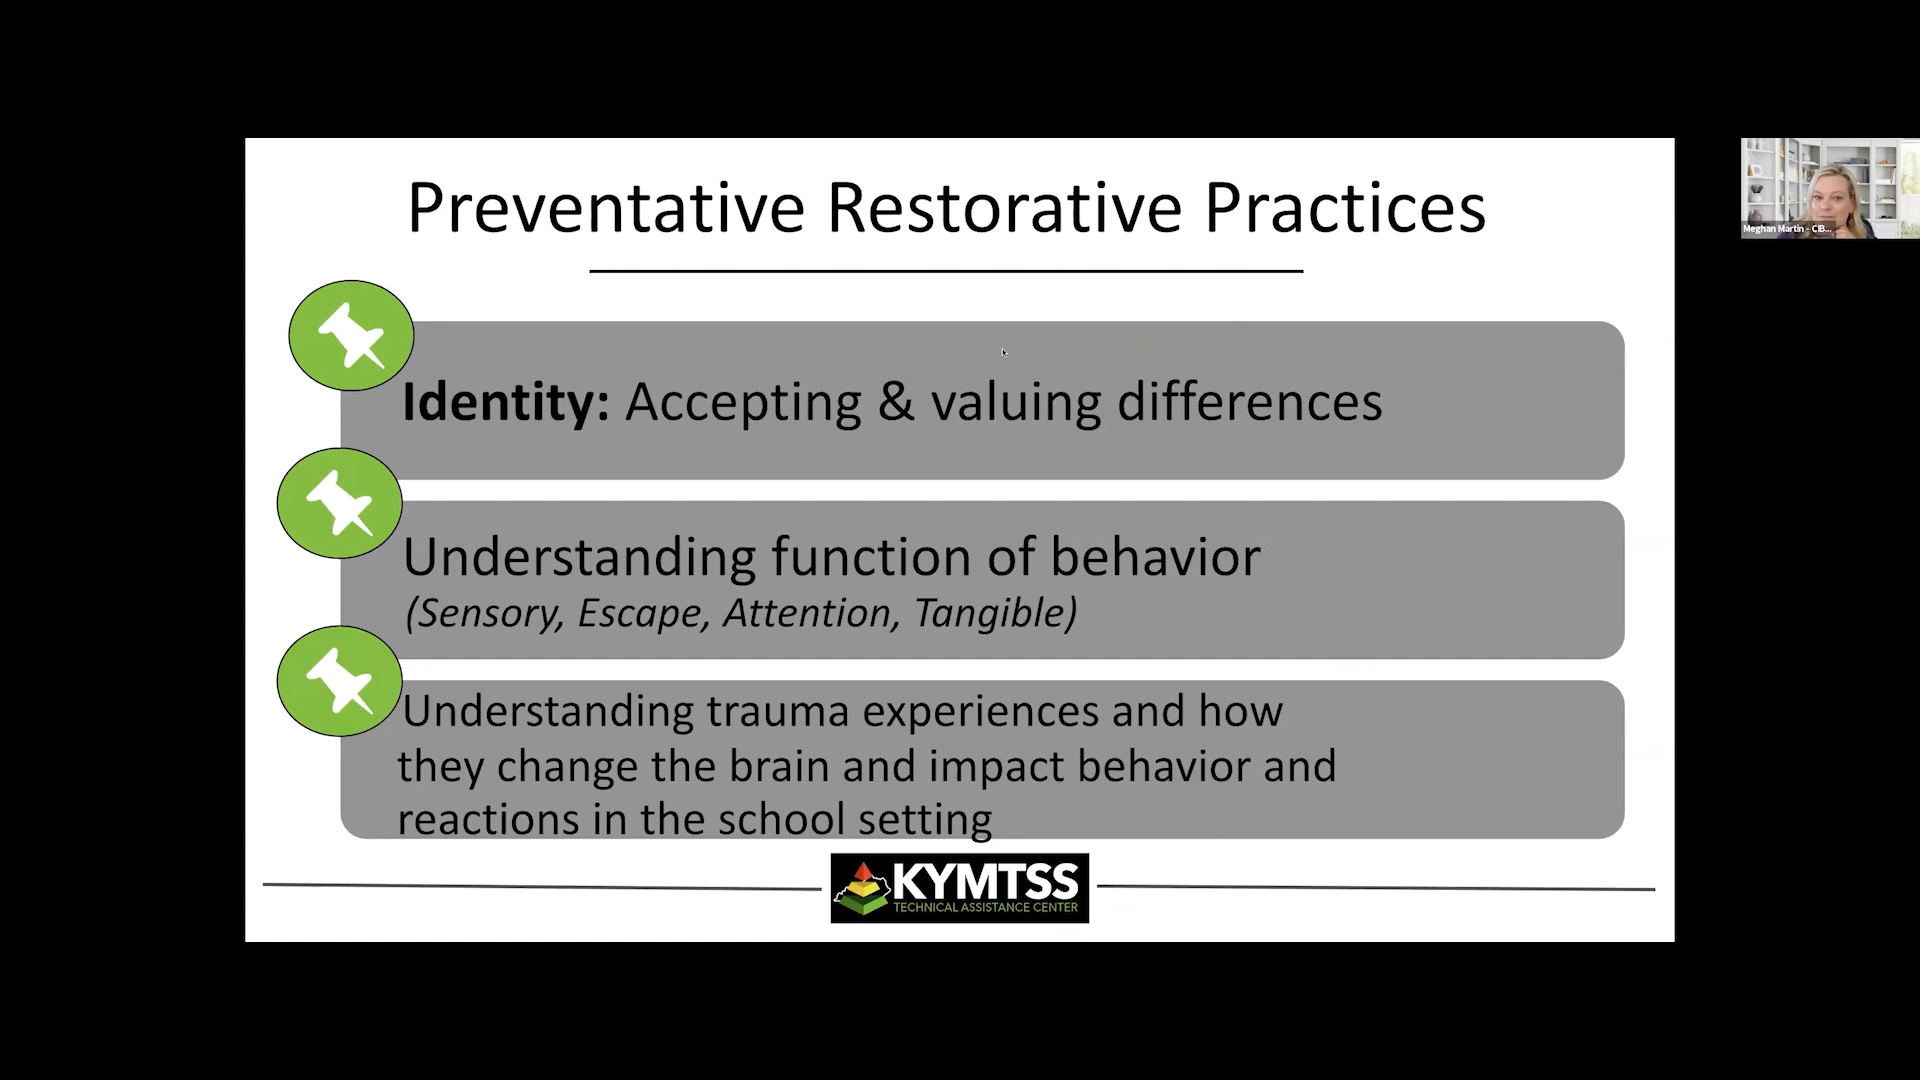 Preventative Restorative Practices
Meghan Martin - CIB...
Identity: Accepting & valuing differences
Understanding function of behavior
(Sensory, Escape, Attention, Tangible)
Understanding trauma experiences and how
they change the brain and impact behavior and
reactions in the school setting
KYMTSS
TECHNICAL ASSISTANCE CENTER